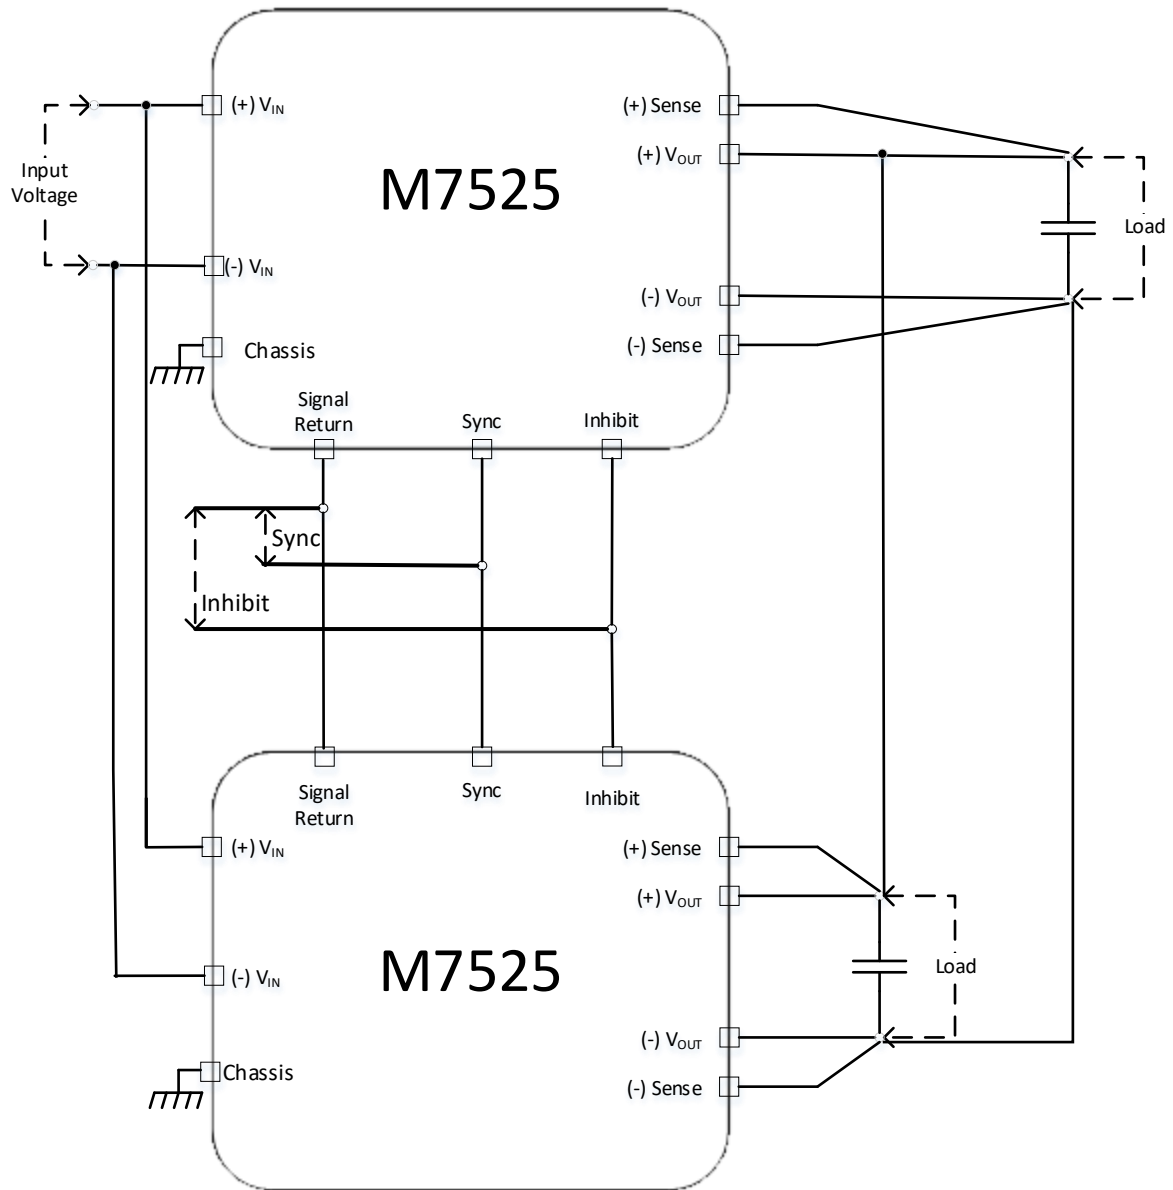 (+) VIN
(+) Sense
Input
Voltage
(+) VOUT
M7525
Load
(-) VIN
(-) VOUT
Chassis
(-) Sense
Signal
Return
Sync
Inhibit
Sync
Inhibit
Signal
Return
Sync
Inhibit
(+) VIN
(+) Sense
(+) VOUT
M7525
Load
(-) VIN
(-) VOUT
Chassis
(-) Sense